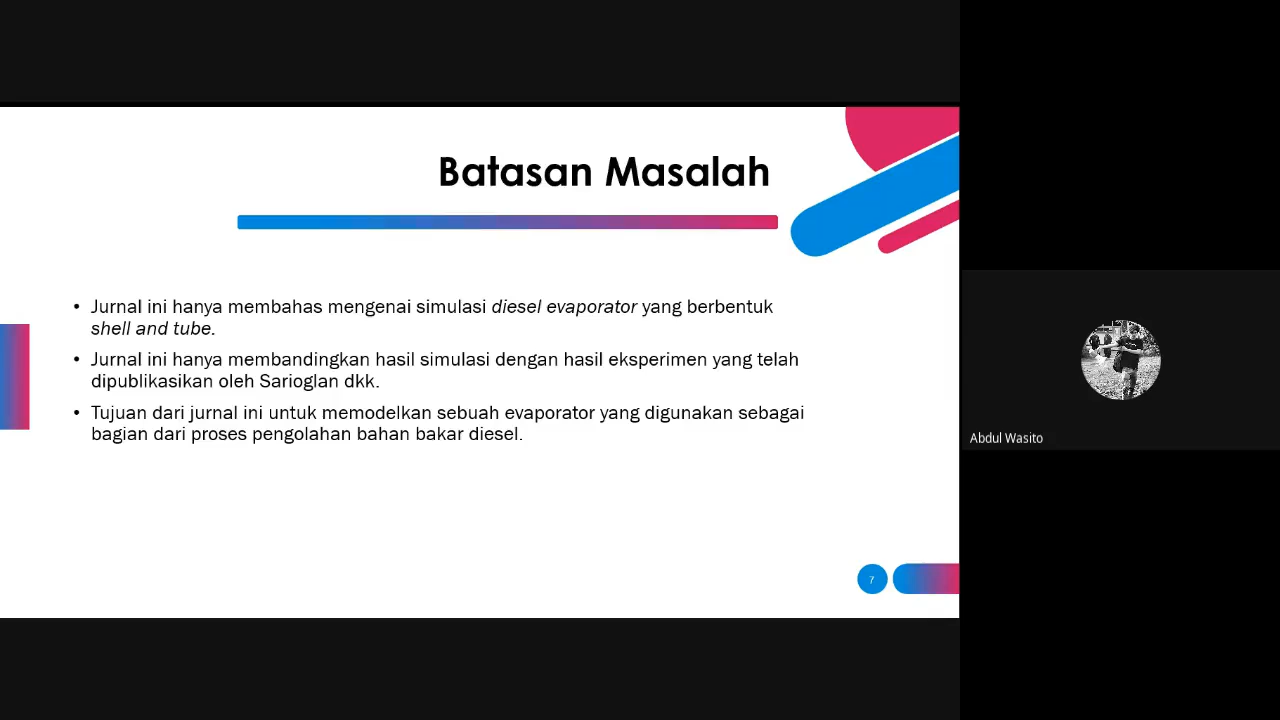 Batasan Masalah
• Jurnal ini hanya membahas mengenai simulasi diesel evaporator yang berbentuk
shell and tube.
• Jurnal ini hanya membandingkan hasil simulasi dengan hasil eksperimen yang telah
dipublikasikan oleh Sarioglan dkk.
• Tujuan dari jurnal ini untuk memodelkan sebuah evaporator yang digunakan sebagai
bagian dari proses pengolahan bahan bakar diesel.
7
Abdul Wasito